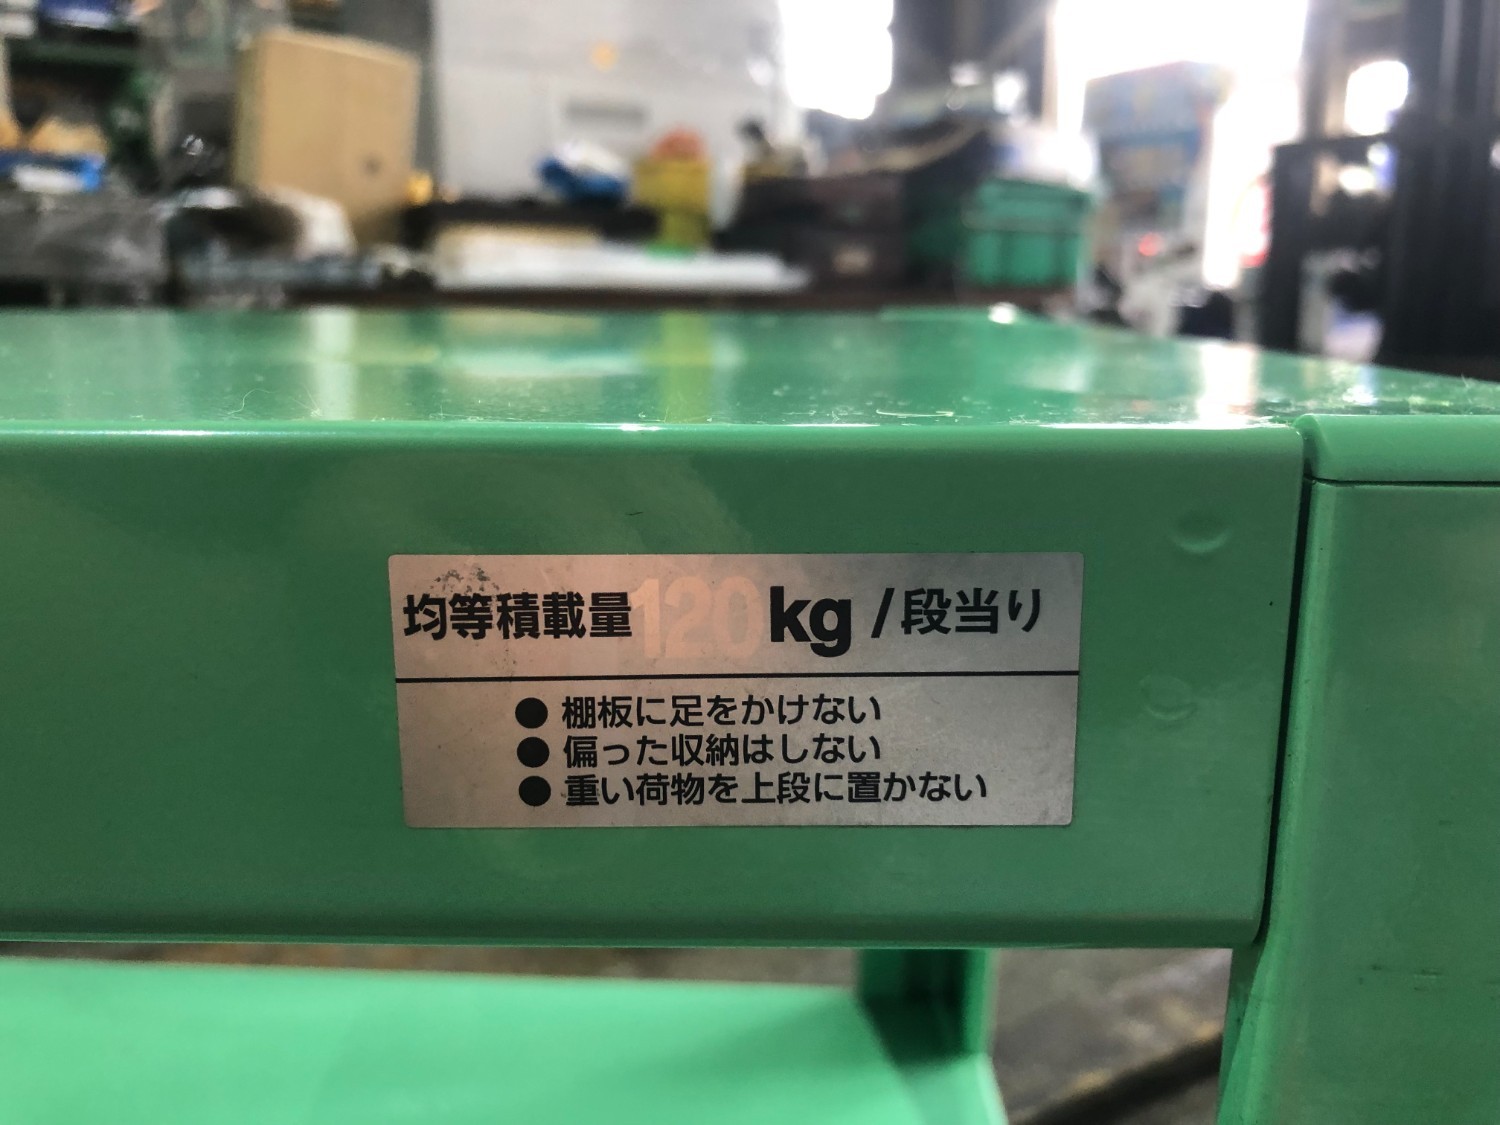 均等積載量120kg/段当り
● 棚板に足をかけない
● 偏った収納はしない
● 重い荷物を上段に置かない